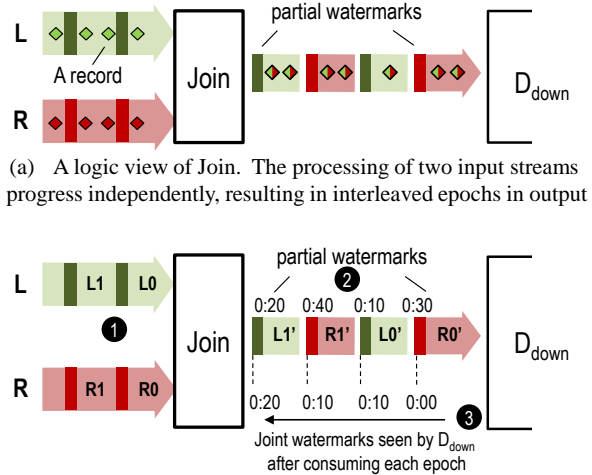 L
A record
R
Join
partial watermarks
D_down
(a) A logic view of Join. The processing of two input streams
progress independently, resulting in interleaved epochs in output
L
L1 L0
1
R
R1 R0
Join
partial watermarks
2
0:20 0:40 0:10 0:30
L1' R1' L0' R0'
0:20 0:10 0:10 0:00
3
Joint watermarks seen by D_down
after consuming each epoch
D_down